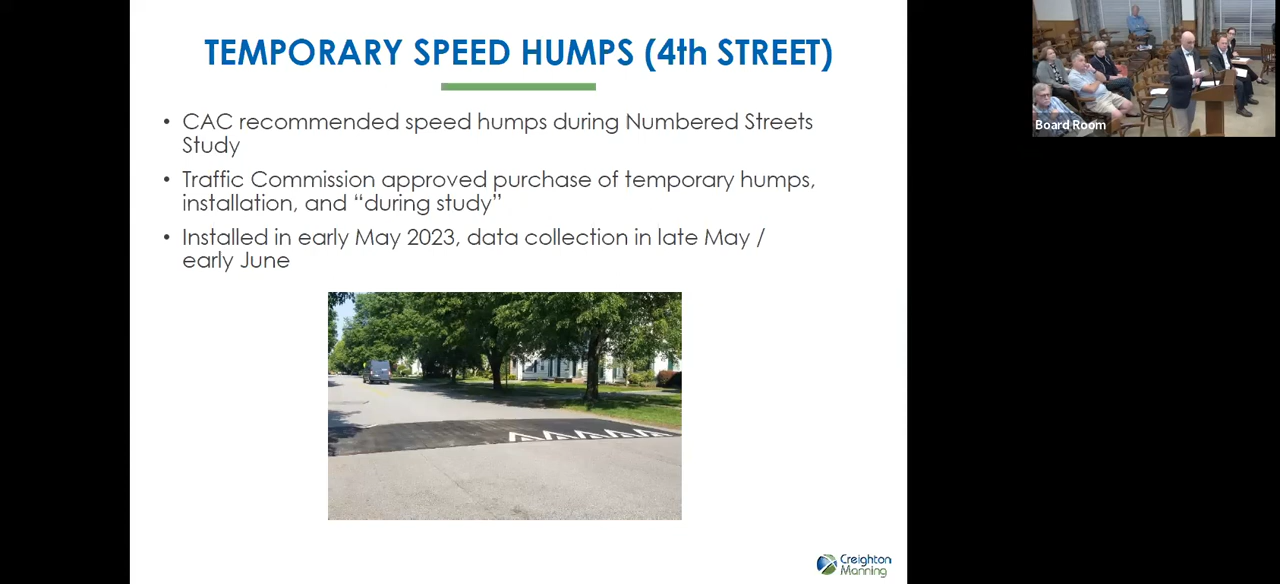 TEMPORARY SPEED HUMPS (4th STREET)
• CAC recommended speed humps during Numbered Streets
Study
• Traffic Commission approved purchase of temporary humps,
installation, and “during study”
• Installed in early May 2023, data collection in late May /
early June
Creighton
Manning
Board Room